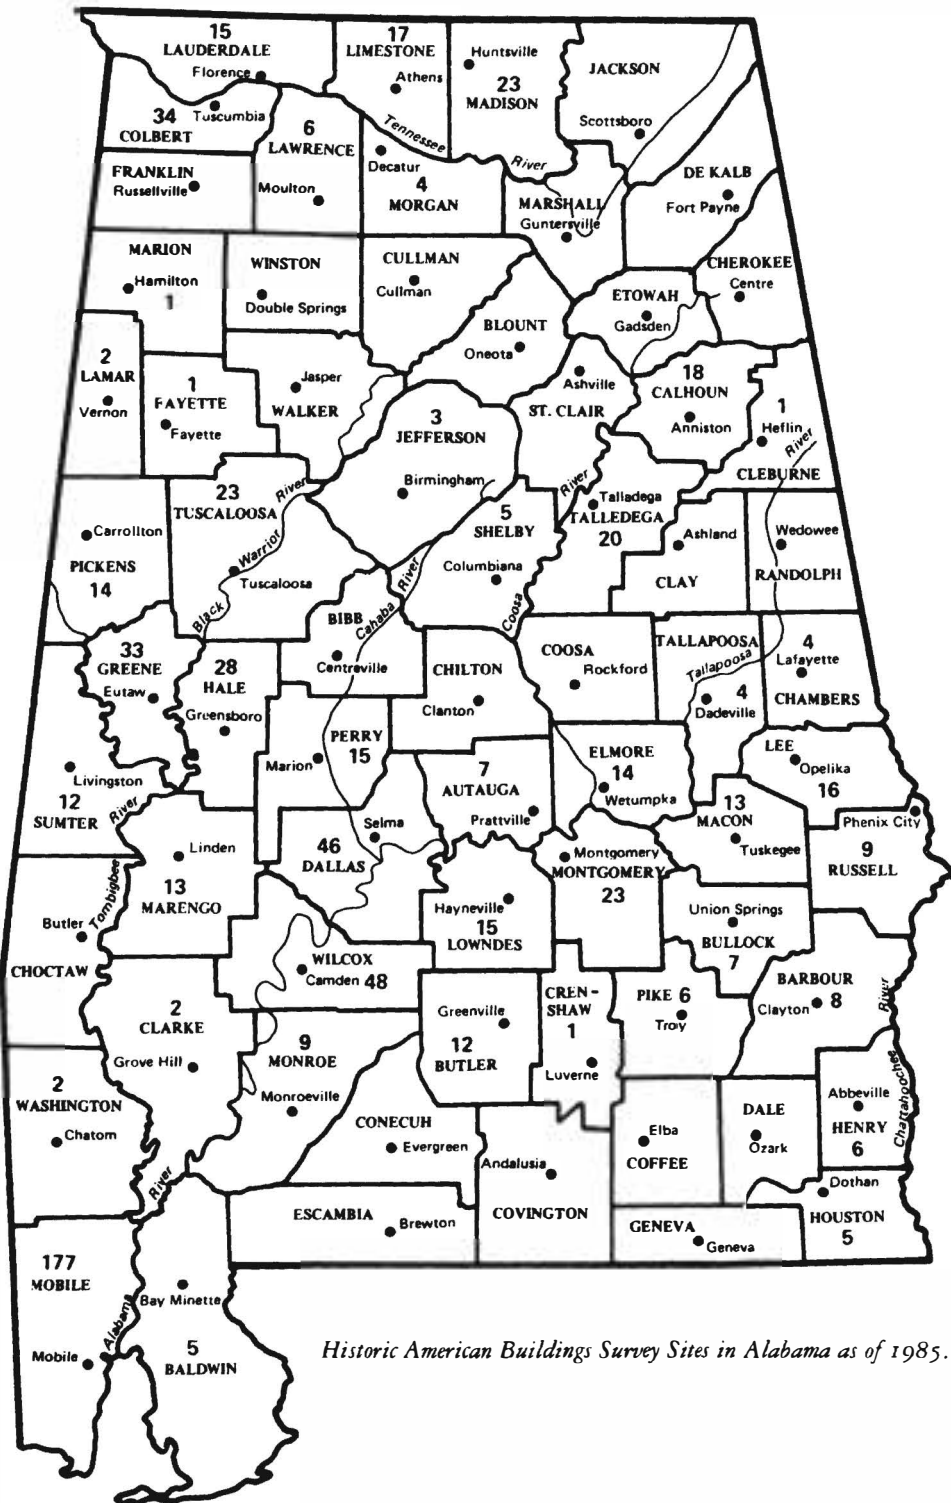 15
LAUDERDALE
Florence
17
LIMESTONE
Athens
Huntsville
23
MADISON
JACKSON
Scottsboro
34
Tuscumbia
COLBERT
6
LAWRENCE
Moulton
Tennessee
River
Decatur
4
MORGAN
FRANKLIN
Russellville
MARSHALL
Guntersville
DE KALB
Fort Payne
MARION
Hamilton
1
WINSTON
Double Springs
CULLMAN
Cullman
BLOUNT
Oneota
ETOWAH
Gadsden
CHEROKEE
Centre
2
LAMAR
Vernon
1
FAYETTE
Fayette
Jasper
WALKER
3
JEFFERSON
Birmingham
Ashville
ST. CLAIR
18
CALHOUN
Anniston
1
Heflin
River
CLEBURNE
23
TUSCALOOSA
River
Warrior
Black
Tuscaloosa
5
SHELBY
Columbiana
River
Coosa
Talladega
TALLEDEGA
20
Ashland
CLAY
Wedowee
RANDOLPH
Carrollton
PICKENS
14
BIBB
Centreville
Cahaba
River
33
GREENE
Eutaw
28
HALE
Greensboro
CHILTON
Clanton
COOSA
Rockford
TALLAPOOSA
Tallapoosa
4
Dadeville
4
Lafayette
CHAMBERS
PERRY
15
Marion
Livingston
12
SUMTER
River
7
AUTAUGA
Prattville
ELMORE
14
Wetumpka
LEE
Opelika
16
13
MACON
Tuskegee
Phenix City
9
RUSSELL
Linden
13
MARENGO
Selma
46
DALLAS
Hayneville
15
LOWNDES
Montgomery
MONTGOMERY
23
Union Springs
BULLOCK
7
Butler
Tombigbee
CHOCTAW
WILCOX
Camden 48
2
CLARKE
Grove Hill
9
MONROE
Monroeville
Greenville
12
BUTLER
CREN-
SHAW
1
Luverne
PIKE 6
Troy
BARBOUR
Clayton 8
River
Chattahoochee
2
WASHINGTON
Chatom
River
CONECUH
Evergreen
Andalusia
COVINGTON
Elba
COFFEE
DALE
Ozark
Abbeville
HENRY
6
Dothan
HOUSTON
5
ESCAMBIA
Brewton
GENEVA
Geneva
177
MOBILE
Mobile
Alabama
Bay Minette
5
BALDWIN
Historic American Buildings Survey Sites in Alabama as of 1985.